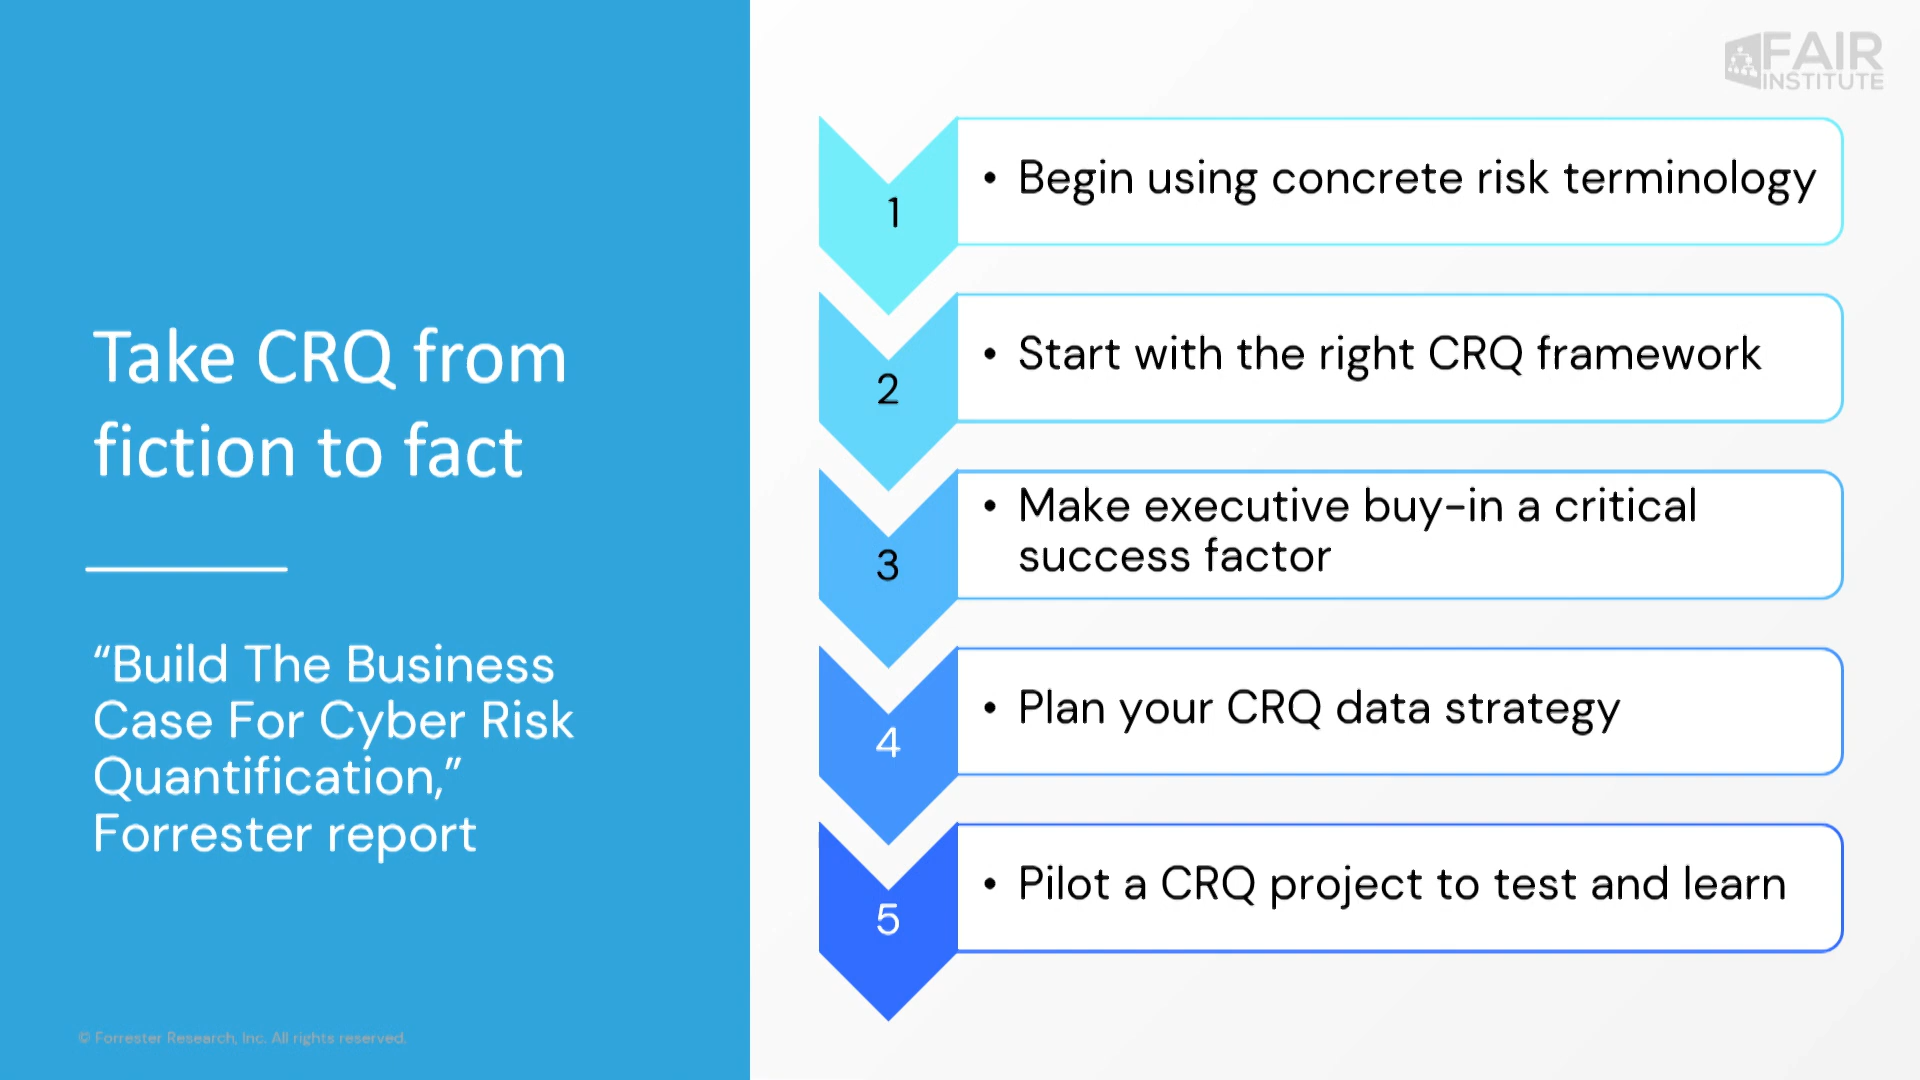 FAIR
INSTITUTE
Take CRQ from
fiction to fact
“Build The Business
Case For Cyber Risk
Quantification,”
Forrester report
© Forrester Research, Inc. All rights reserved.
1
• Begin using concrete risk terminology
2
• Start with the right CRQ framework
3
• Make executive buy-in a critical
success factor
4
• Plan your CRQ data strategy
5
• Pilot a CRQ project to test and learn